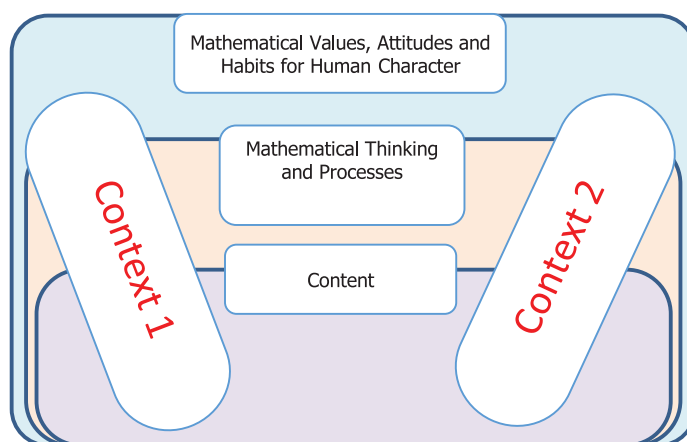 Mathematical Values, Attitudes and
Habits for Human Character
Mathematical Thinking
and Processes
Content
Context 1
Context 2